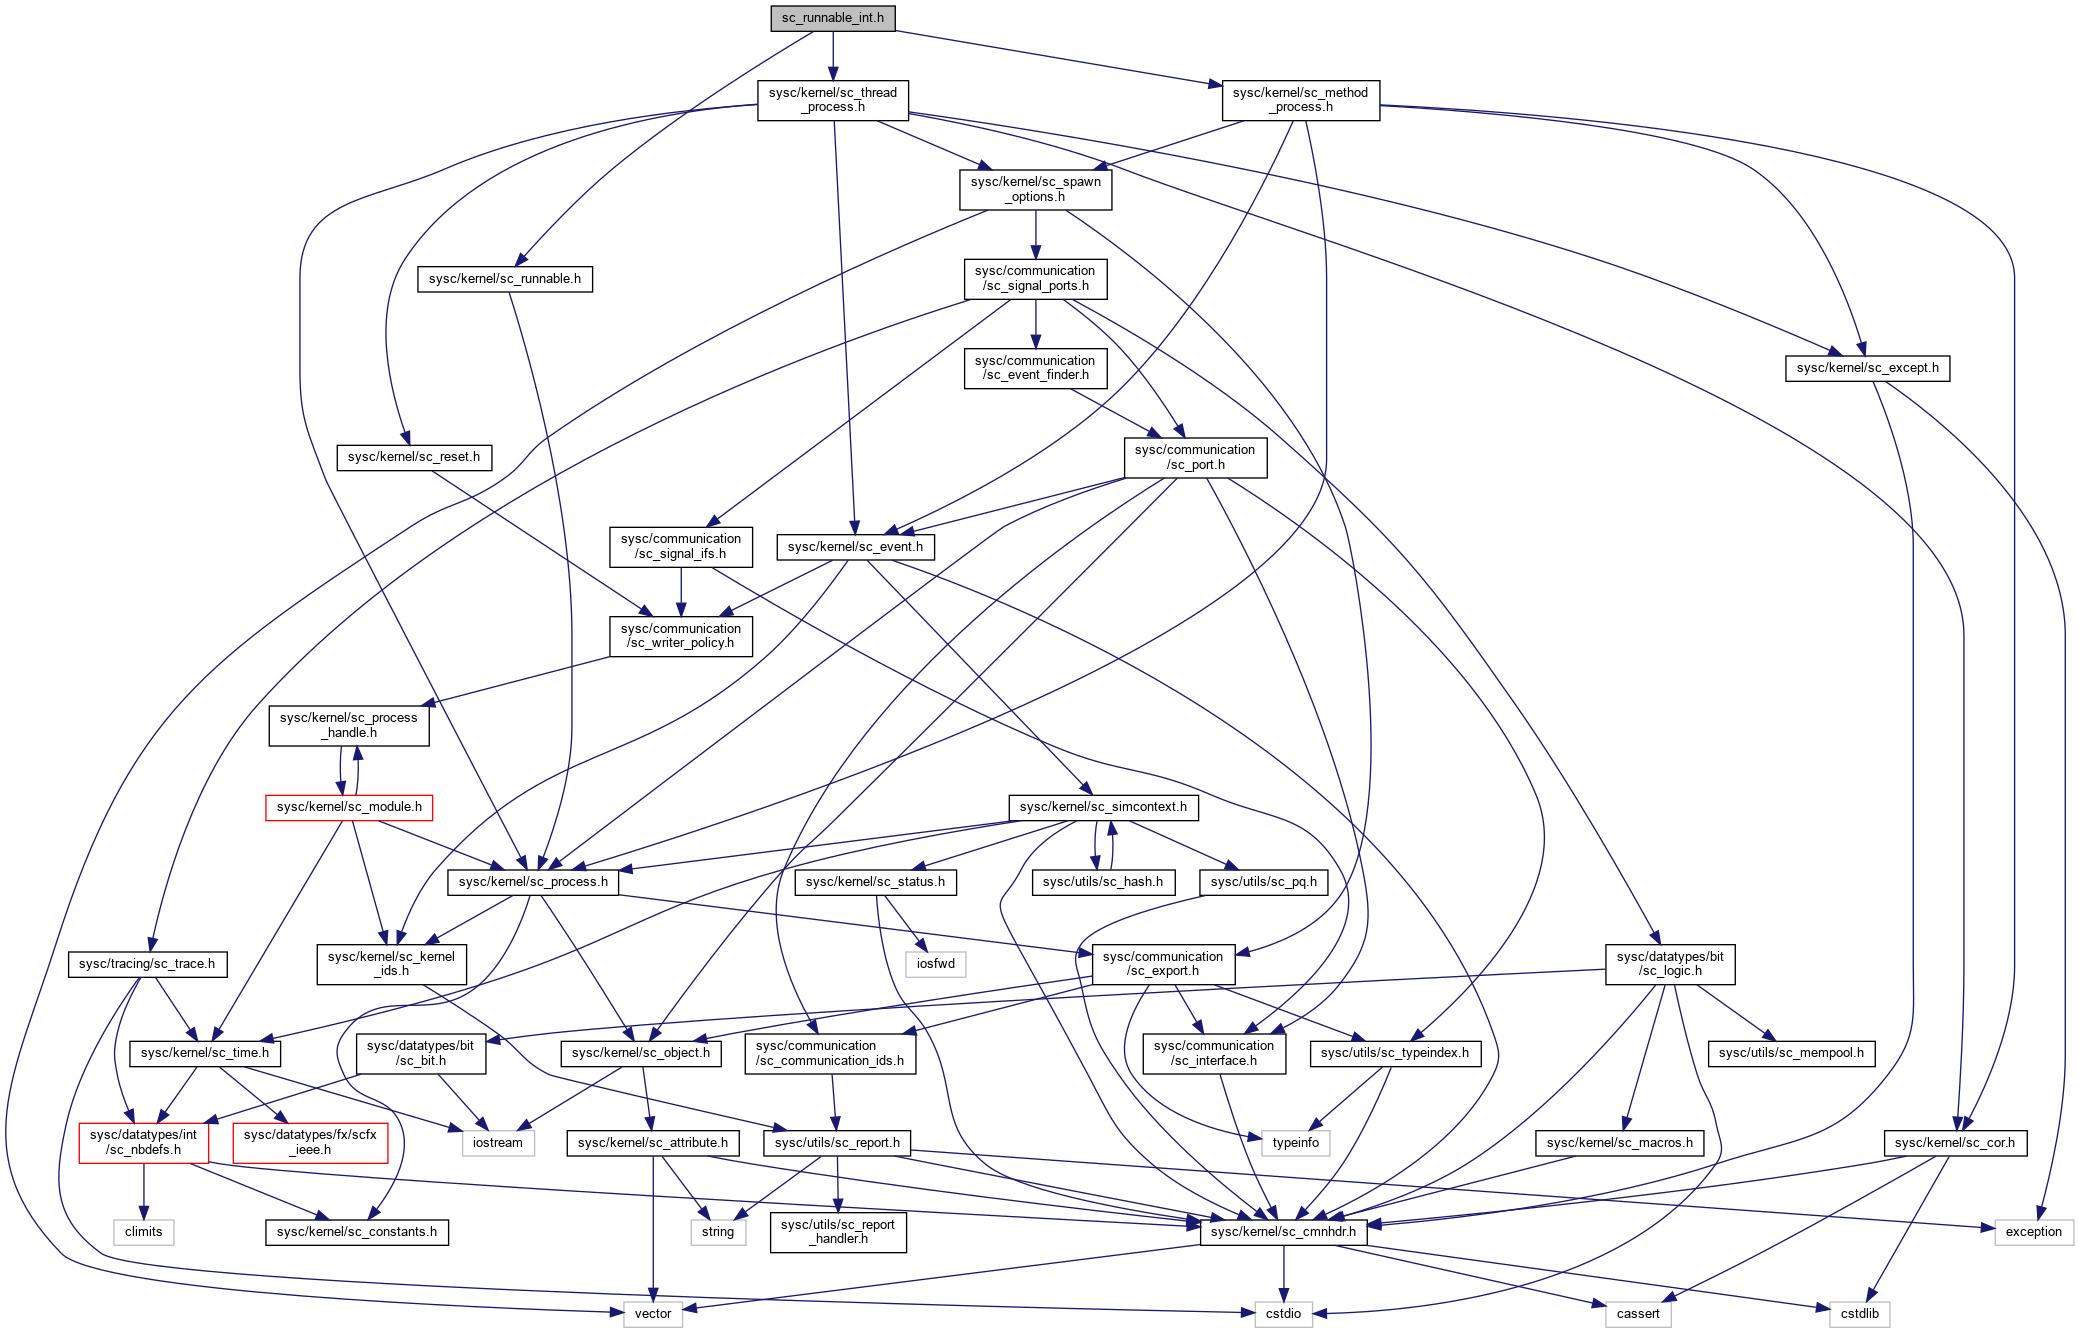 sc_runnable_int.h
sysc/kernel/sc_thread
_process.h
sysc/kernel/sc_method
_process.h
sysc/kernel/sc_spawn
_options.h
sysc/kernel/sc_runnable.h
sysc/communication
/sc_signal_ports.h
sysc/communication
/sc_event_finder.h
sysc/kernel/sc_except.h
sysc/kernel/sc_reset.h
sysc/communication
/sc_port.h
sysc/communication
/sc_signal_ifs.h
sysc/kernel/sc_event.h
sysc/communication
/sc_writer_policy.h
sysc/kernel/sc_process
_handle.h
sysc/kernel/sc_module.h
sysc/kernel/sc_simcontext.h
sysc/kernel/sc_process.h
sysc/kernel/sc_status.h
sysc/utils/sc_hash.h
sysc/utils/sc_pq.h
sysc/tracing/sc_trace.h
sysc/kernel/sc_kernel
_ids.h
iosfwd
sysc/communication
/sc_export.h
sysc/datatypes/bit
/sc_logic.h
sysc/kernel/sc_time.h
sysc/datatypes/bit
/sc_bit.h
sysc/kernel/sc_object.h
sysc/communication
/sc_communication_ids.h
sysc/communication
/sc_interface.h
sysc/utils/sc_typeindex.h
sysc/utils/sc_mempool.h
sysc/datatypes/int
/sc_nbdefs.h
sysc/datatypes/fx/scfx
_ieee.h
iostream
sysc/kernel/sc_attribute.h
sysc/utils/sc_report.h
typeinfo
sysc/kernel/sc_macros.h
sysc/kernel/sc_cor.h
climits
sysc/kernel/sc_constants.h
string
sysc/utils/sc_report
_handler.h
sysc/kernel/sc_cmnhdr.h
exception
vector
cstdio
cassert
cstdlib